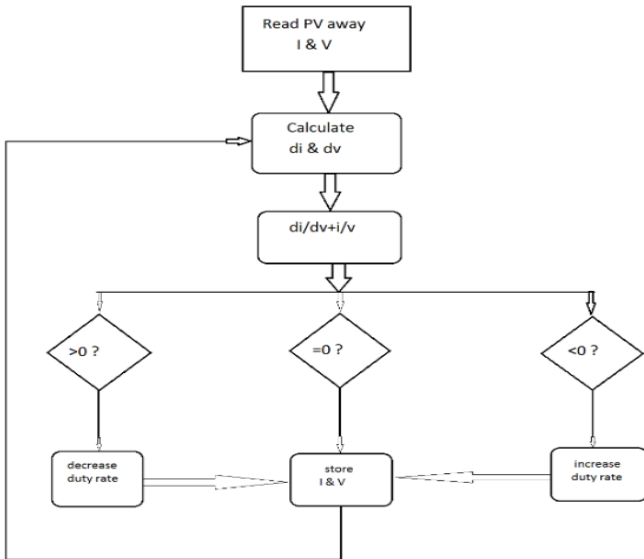 Read PV away
I & V
Calculate
di & dv
di/dv+i/v
>0 ?
=0 ?
<0 ?
decrease
duty rate
store
I & V
increase
duty rate